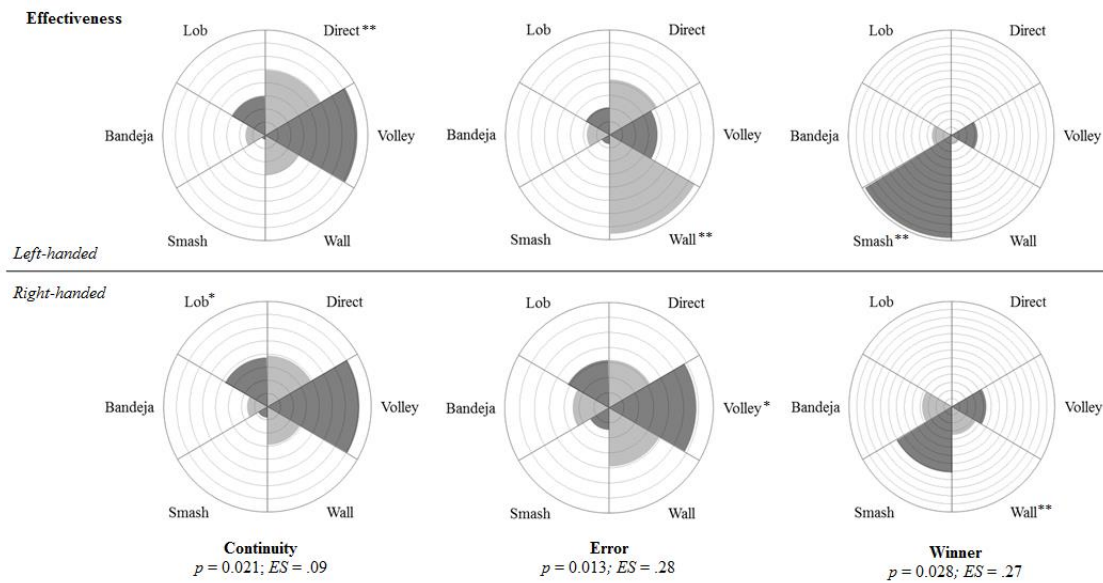 Effectiveness
Lob Direct** Lob Direct Lob Direct
Bandeja Volley Bandeja Volley Bandeja Volley
Smash Wall Smash Wall** Smash** Wall
Left-handed
Right-handed
Lob* Direct Lob Direct Lob Direct
Bandeja Volley Bandeja Volley* Bandeja Volley
Smash Wall Smash Wall Smash Wall**
Continuity Error Winner
p = 0.021; ES = .09 p = 0.013; ES = .28 p = 0.028; ES = .27